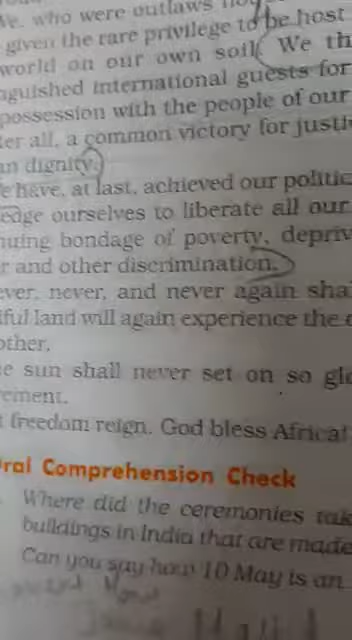 We, who were outlaws not
given the rare privilege to be host
world on our own soil. We th
nguished international guests for
possession with the people of our
ter all, a common victory for justi
an dignity.
e have, at last, achieved our politic
edge ourselves to liberate all our
nuing bondage of poverty, depriv
r and other discrimination.
ever, never, and never again sha
iful land will again experience the o
other.
e sun shall never set on so glo
vement.
t freedom reign. God bless Africa!
Oral Comprehension Check
Where did the ceremonies tak
buildings in India that are made
Can you say how 10 May is an